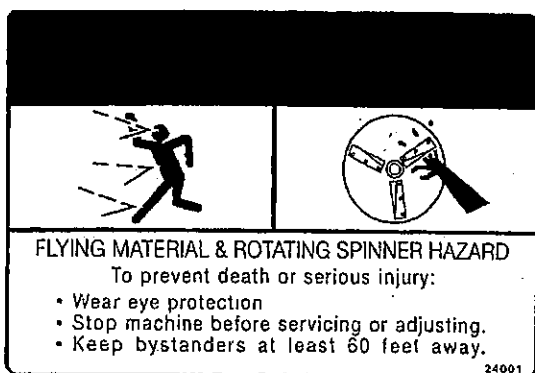 FLYING MATERIAL & ROTATING SPINNER HAZARD
To prevent death or serious injury:
• Wear eye protection
• Stop machine before servicing or adjusting.
• Keep bystanders at least 60 feet away.
24001